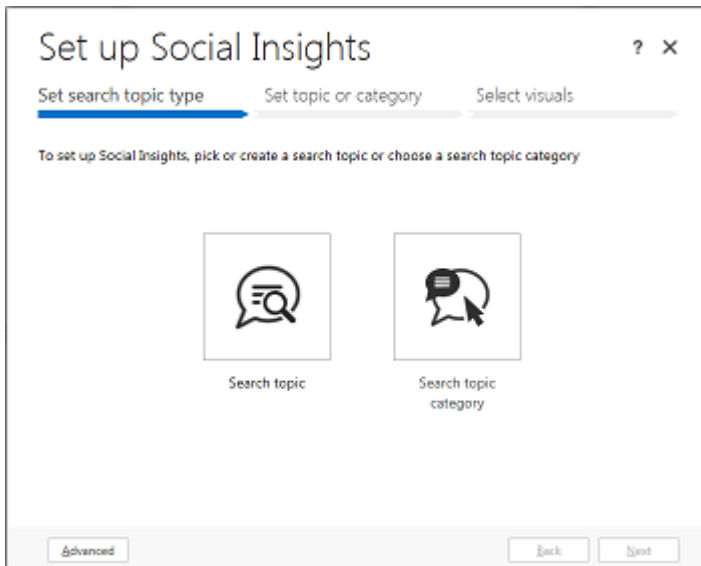 Set up Social Insights
? X
Set search topic type
Set topic or category
Select visuals
To set up Social Insights, pick or create a search topic or choose a search topic category
Search topic
Search topic
category
Advanced
Back
Next